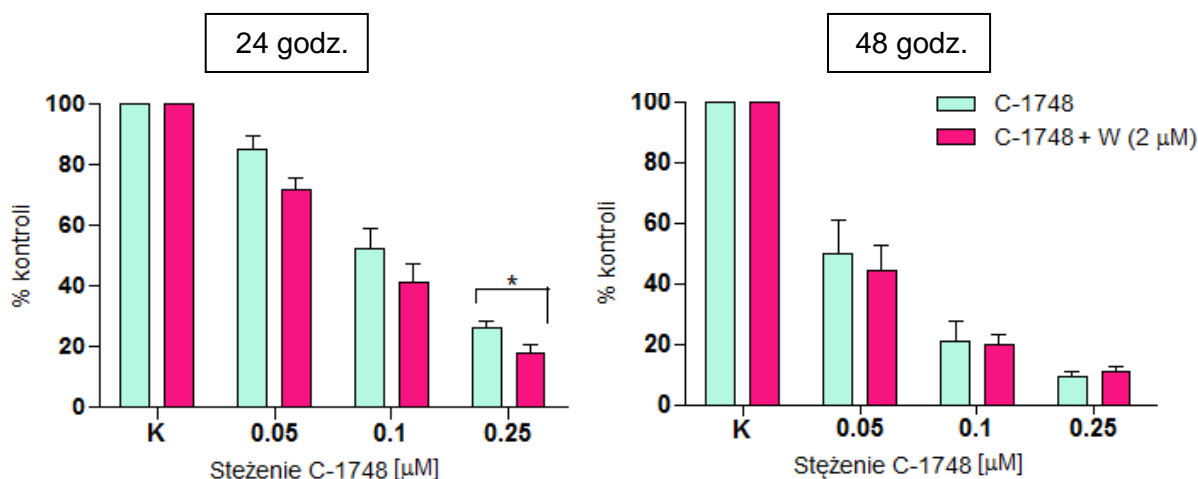 24 godz.
100
80
60
40
20
0
% kontroli
*
K 0.05 0.1 0.25
Steżenie C-1748 [µM]
48 godz.
100
80
60
40
20
0
% kontroli
C-1748
C-1748 + W (2 µM)
K 0.05 0.1 0.25
Stężenie C-1748 [µM]